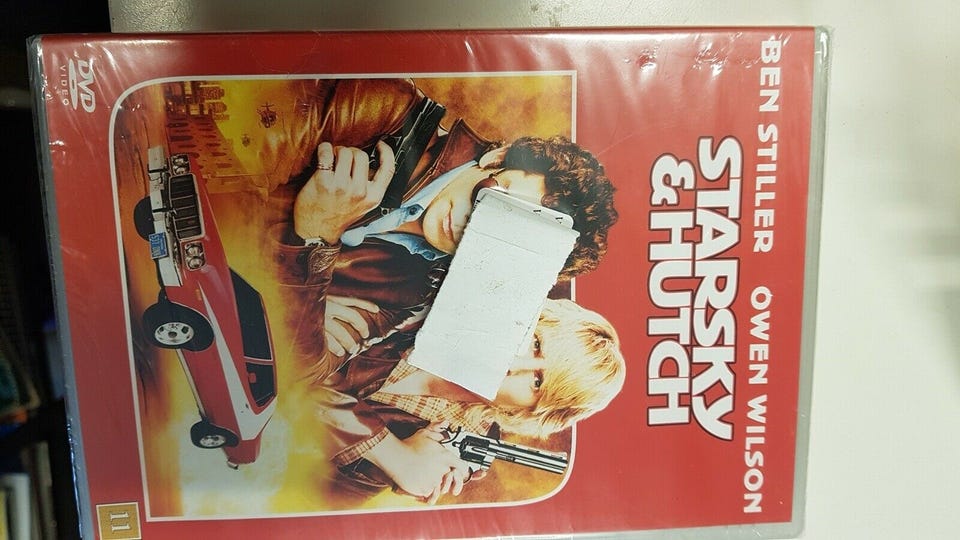 BEN STILLER OWEN WILSON
STARSKY
& HUTCH
DVD
VIDEO
11